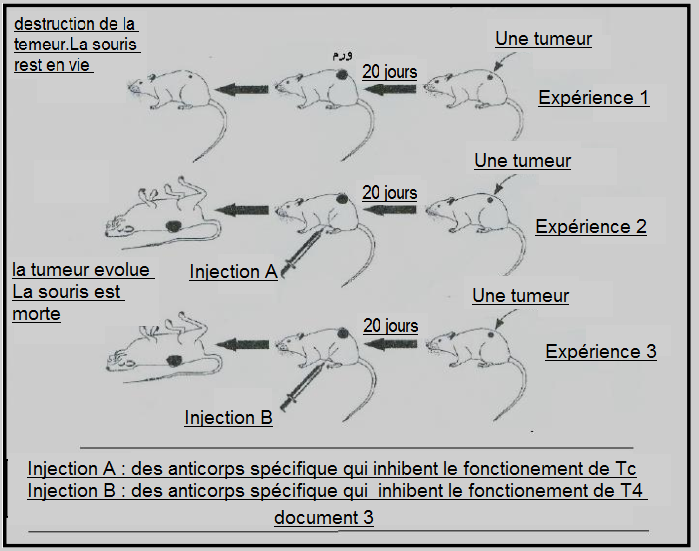 destruction de la
temeur.La souris
rest en vie
ورم
20 jours
Une tumeur
Expérience 1
Une tumeur
20 jours
Expérience 2
Injection A
la tumeur evolue
La souris est
morte
Une tumeur
20 jours
Expérience 3
Injection B
Injection A : des anticorps spécifique qui inhibent le fonctionement de Tc
Injection B : des anticorps spécifique qui inhibent le fonctionement de T4
document 3